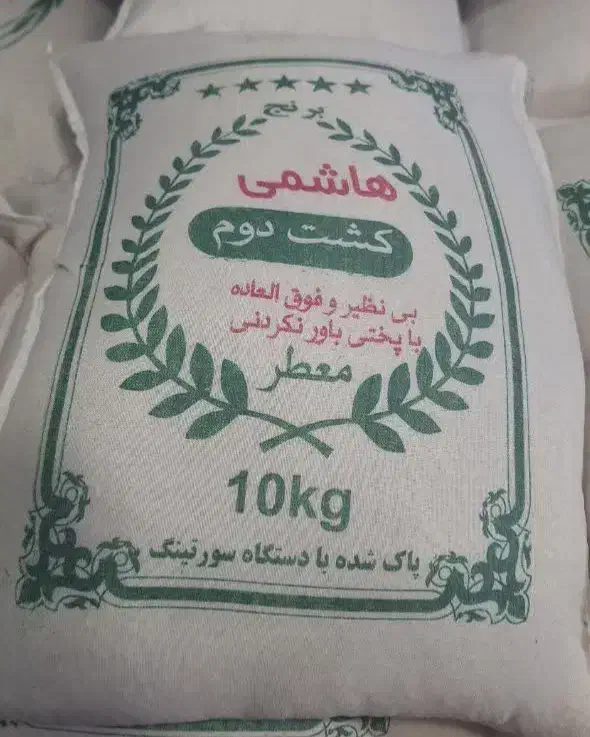 برنج
هاشمی
کشت دوم
بی نظیر و فوق العاده
با پختی باور نکردنی
معطر
10kg
پاک شده با دستگاه سورتینگ